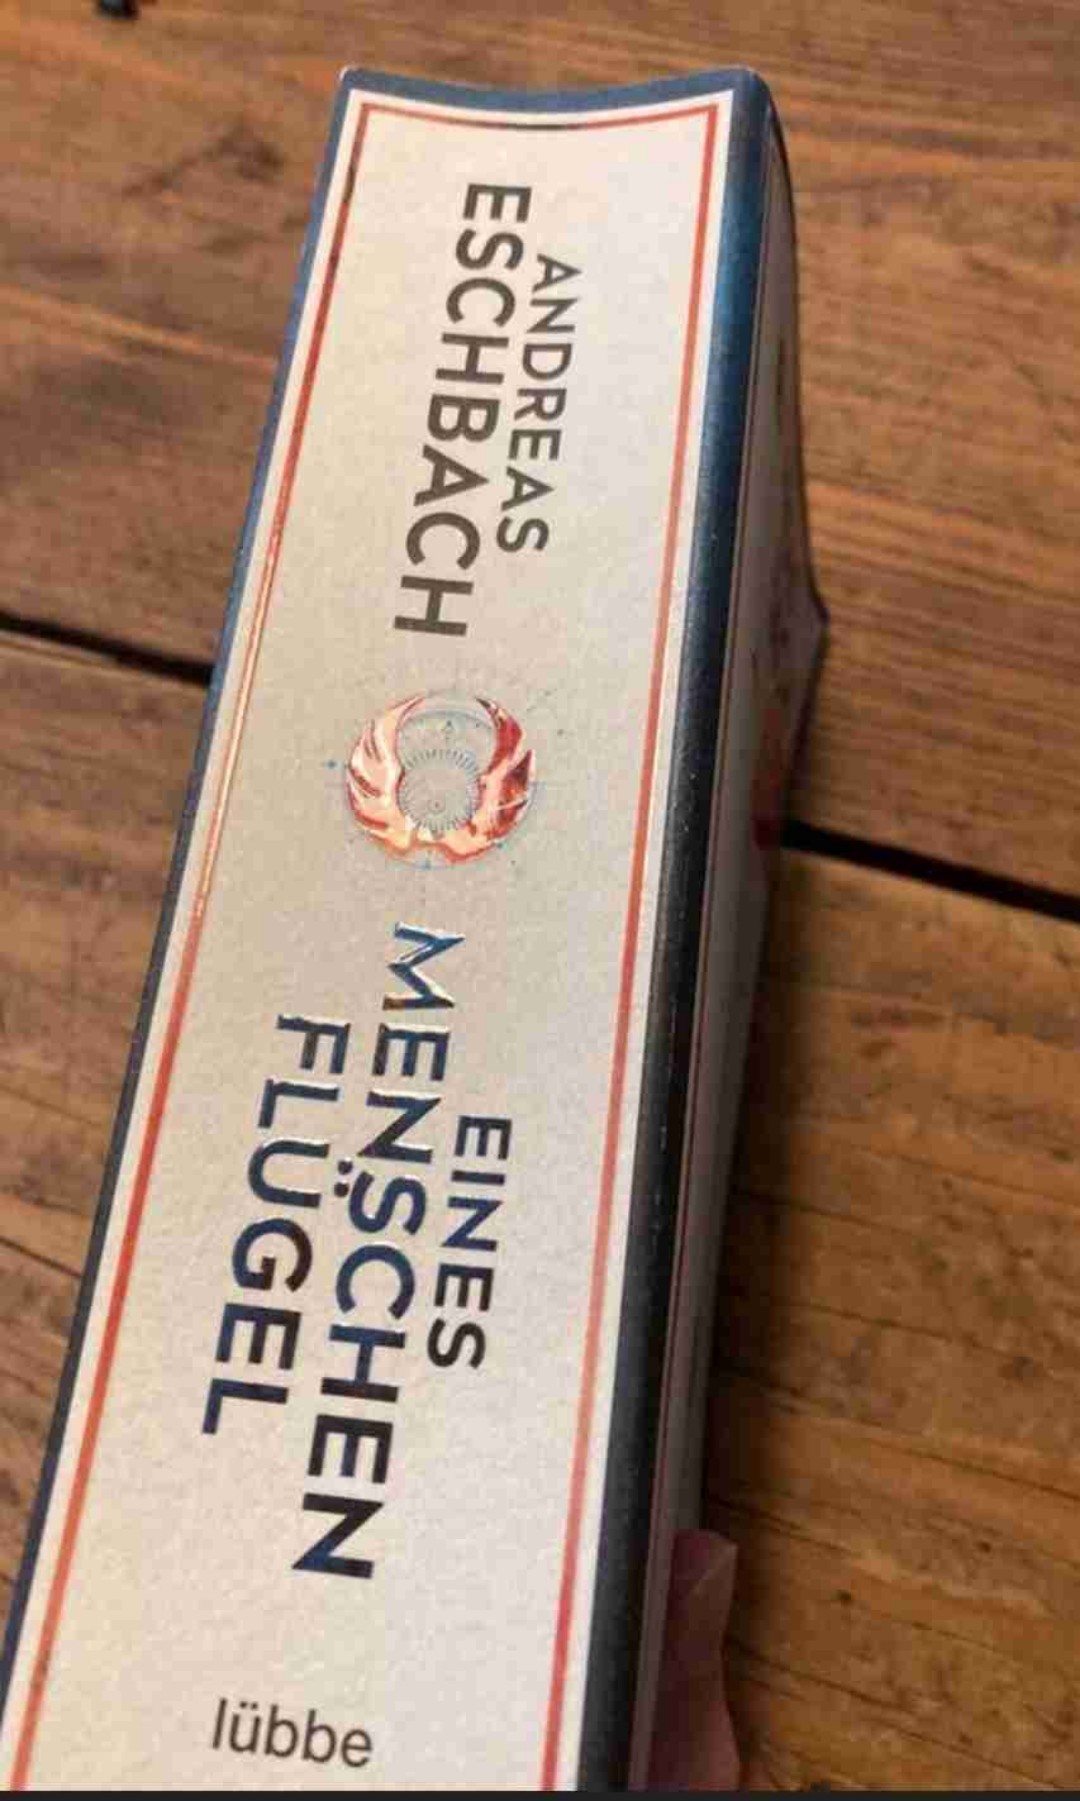 ANDREAS
ESCHBACH
EINES
MENSCHEN
FLÜGEL
lübbe